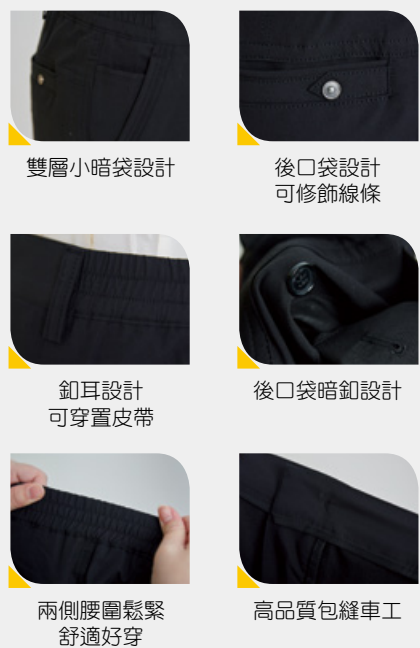 雙層小暗袋設計
後口袋設計
可修飾線條
釦耳設計
可穿置皮帶
後口袋暗釦設計
兩側腰圍鬆緊
舒適好穿
高品質包縫車工